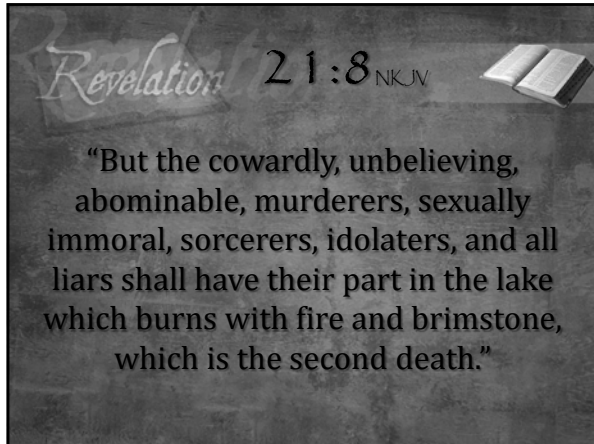 Revelation 21:8 NKJV
“But the cowardly, unbelieving,
abominable, murderers, sexually
immoral, sorcerers, idolaters, and all
liars shall have their part in the lake
which burns with fire and brimstone,
which is the second death.”